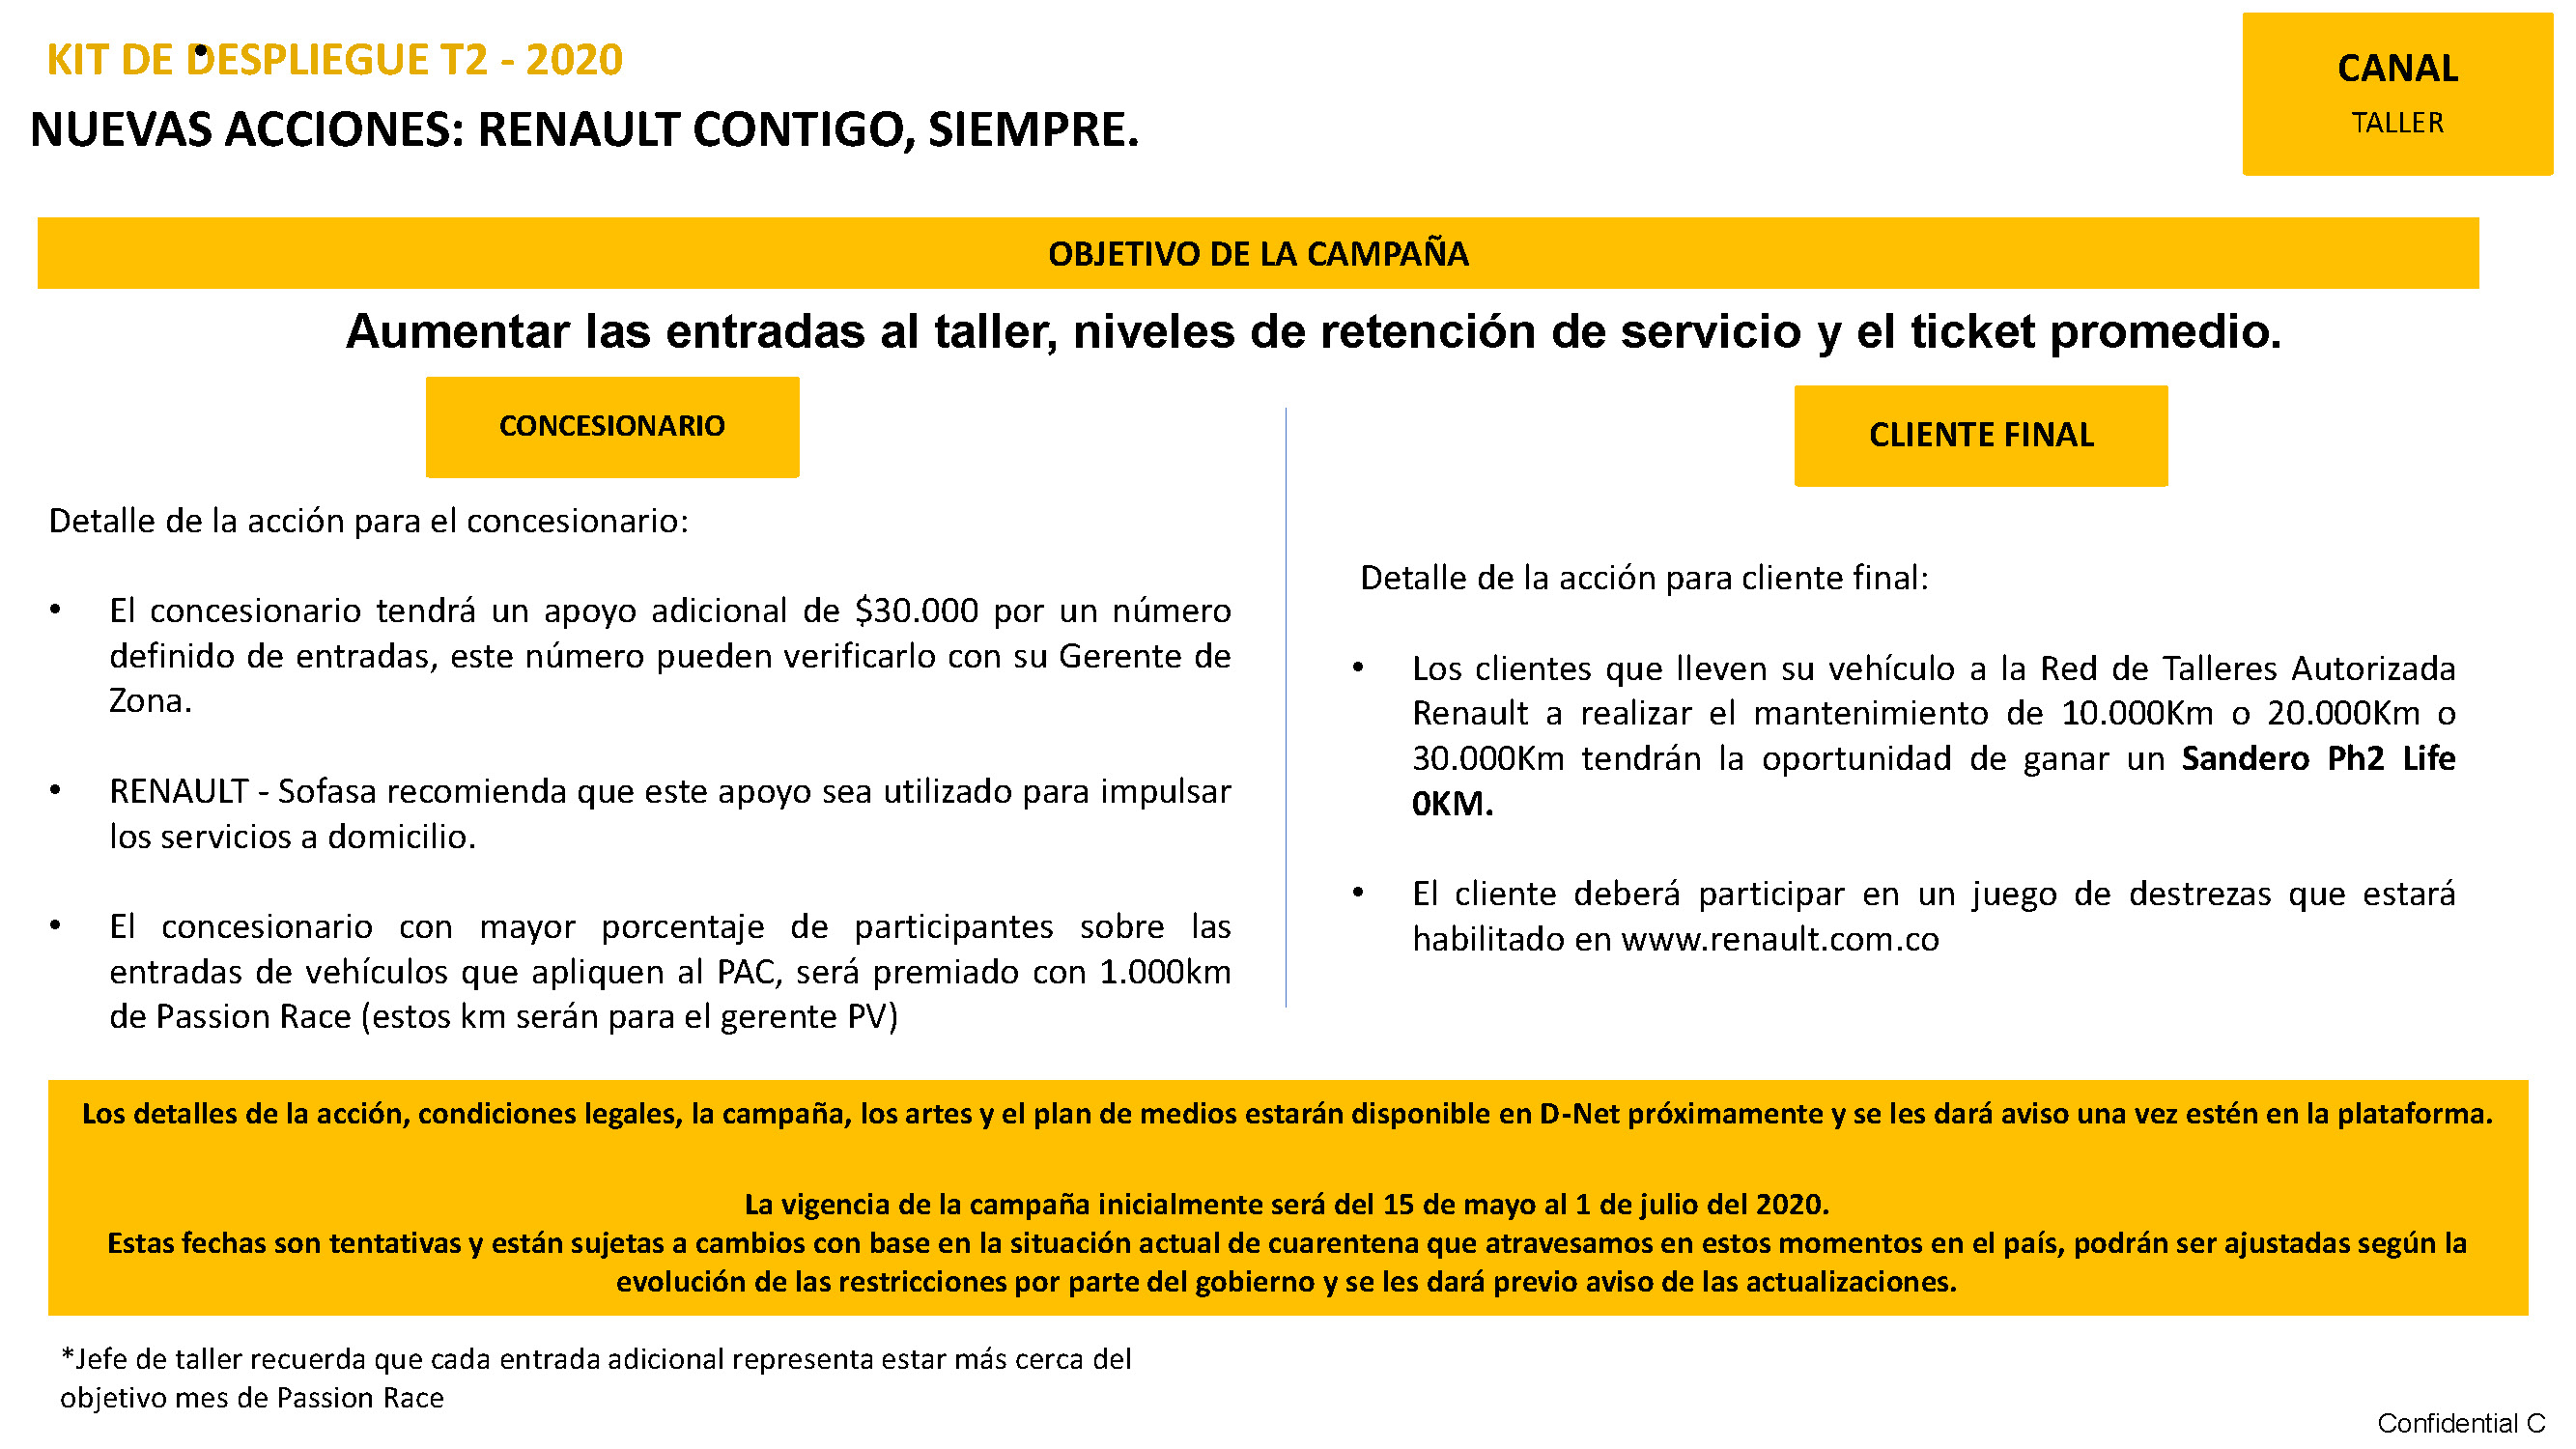 KIT DE DESPLIEGUE T2 - 2020
NUEVAS ACCIONES: RENAULT CONTIGO, SIEMPRE.
CANAL
TALLER
OBJETIVO DE LA CAMPAÑA
Aumentar las entradas al taller, niveles de retención de servicio y el ticket promedio.
CONCESIONARIO
Detalle de la acción para el concesionario:
• El concesionario tendrá un apoyo adicional de $30.000 por un número
definido de entradas, este número pueden verificarlo con su Gerente de
Zona.
• RENAULT - Sofasa recomienda que este apoyo sea utilizado para impulsar
los servicios a domicilio.
• El concesionario con mayor porcentaje de participantes sobre las
entradas de vehículos que apliquen al PAC, será premiado con 1.000km
de Passion Race (estos km serán para el gerente PV)
CLIENTE FINAL
Detalle de la acción para cliente final:
• Los clientes que lleven su vehículo a la Red de Talleres Autorizada
Renault a realizar el mantenimiento de 10.000Km o 20.000Km o
30.000Km tendrán la oportunidad de ganar un Sandero Ph2 Life
0KM.
• El cliente deberá participar en un juego de destrezas que estará
habilitado en www.renault.com.co
Los detalles de la acción, condiciones legales, la campaña, los artes y el plan de medios estarán disponible en D-Net próximamente y se les dará aviso una vez estén en la plataforma.
La vigencia de la campaña inicialmente será del 15 de mayo al 1 de julio del 2020.
Estas fechas son tentativas y están sujetas a cambios con base en la situación actual de cuarentena que atravesamos en estos momentos en el país, podrán ser ajustadas según la
evolución de las restricciones por parte del gobierno y se les dará previo aviso de las actualizaciones.
*Jefe de taller recuerda que cada entrada adicional representa estar más cerca del
objetivo mes de Passion Race
Confidential C